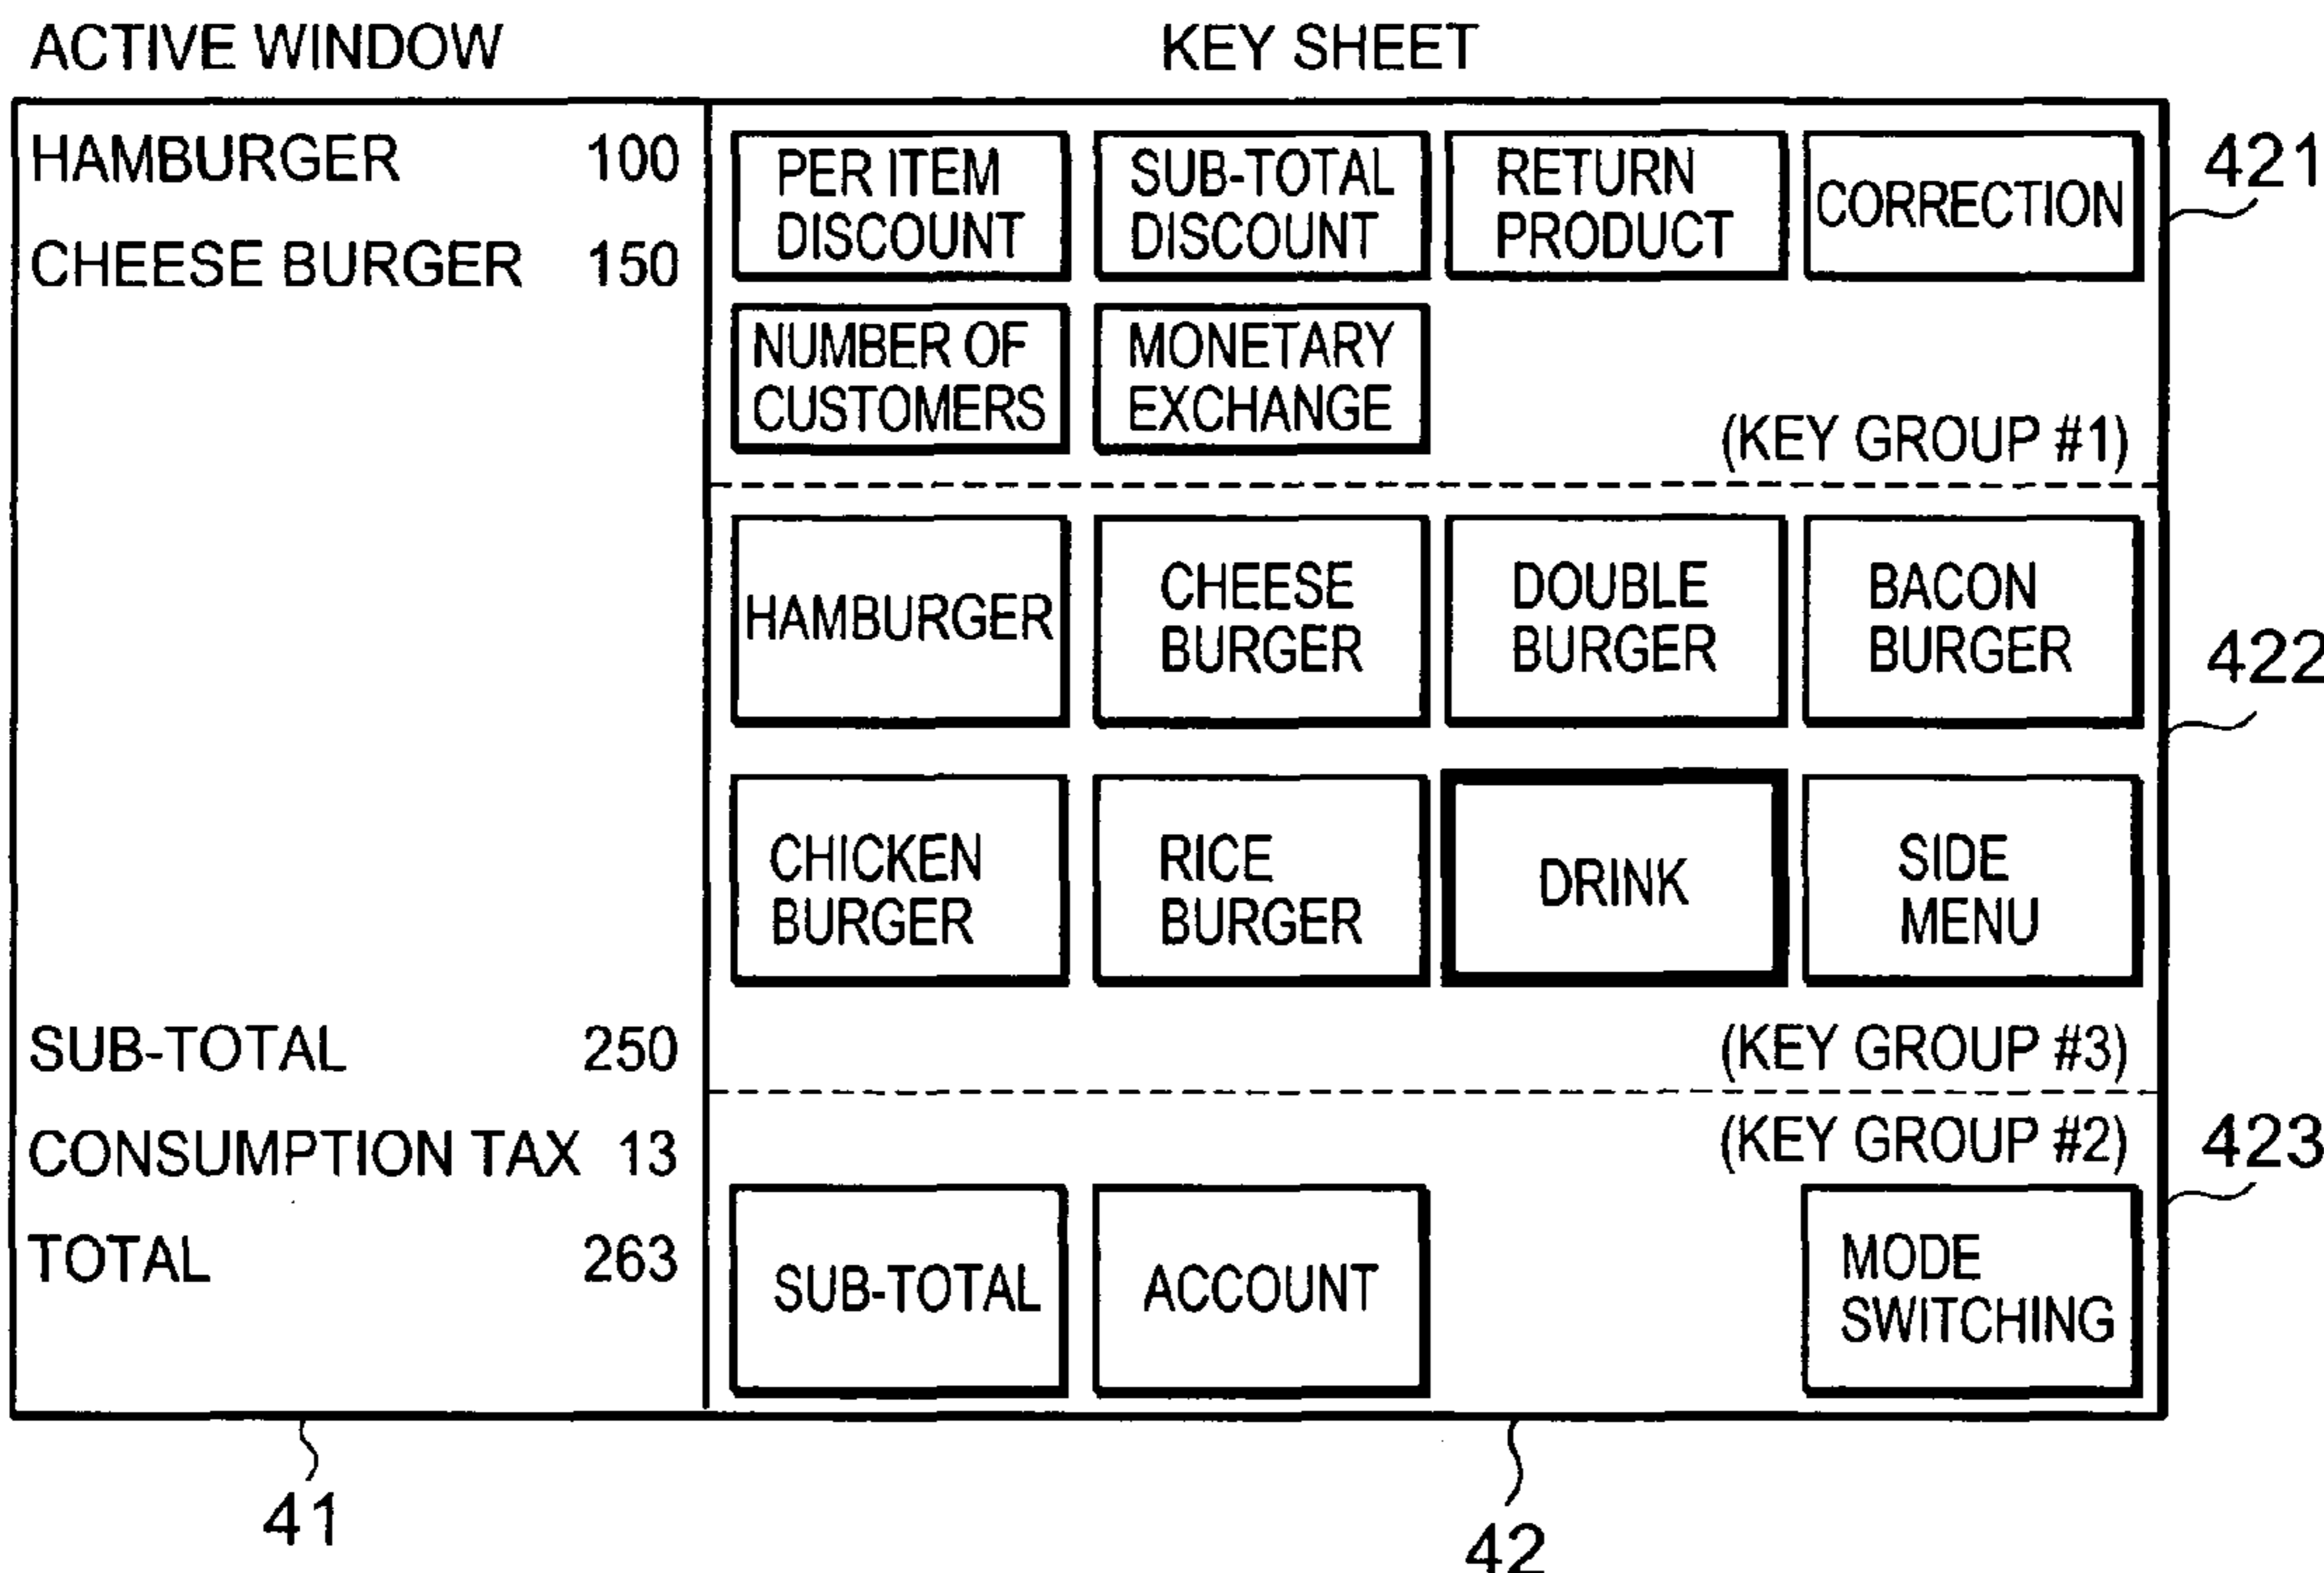 ACTIVE WINDOW
KEY SHEET
HAMBURGER 100
CHEESE BURGER 150
SUB-TOTAL 250
CONSUMPTION TAX 13
TOTAL 263
PER ITEM
DISCOUNT
SUB-TOTAL
DISCOUNT
RETURN
PRODUCT
CORRECTION
NUMBER OF
CUSTOMERS
MONETARY
EXCHANGE
(KEY GROUP #1)
HAMBURGER
CHEESE
BURGER
DOUBLE
BURGER
BACON
BURGER
CHICKEN
BURGER
RICE
BURGER
DRINK
SIDE
MENU
(KEY GROUP #3)
(KEY GROUP #2)
SUB-TOTAL
ACCOUNT
MODE
SWITCHING
421
422
423
41
42